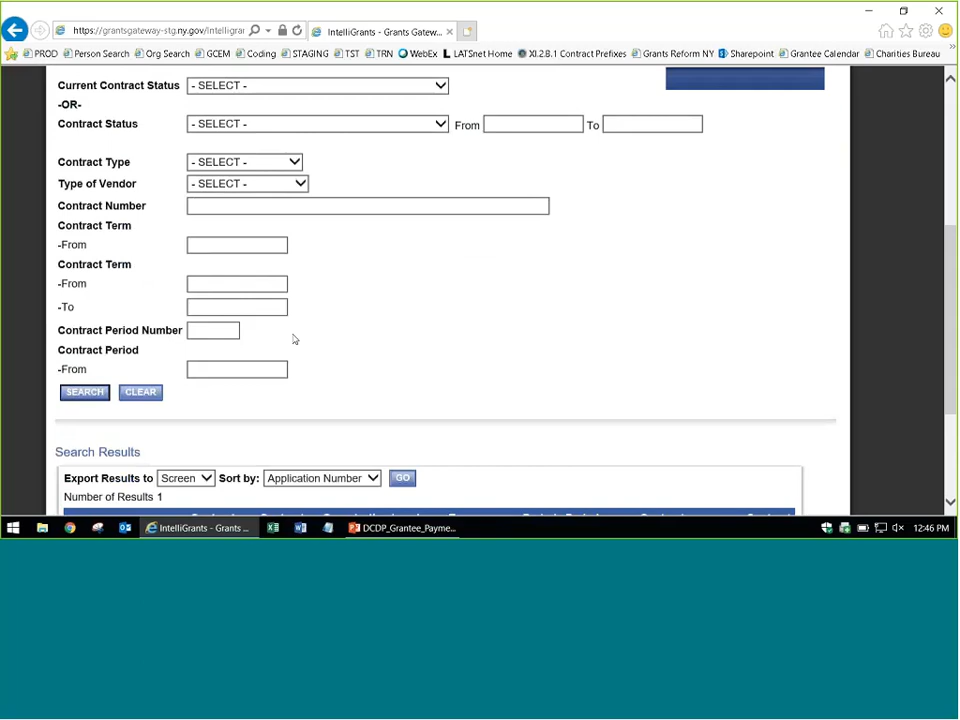 https://grantsgateway-stg.ny.gov/Intelligrar
IntelliGrants - Grants Gatew...
PROD Person Search Org Search GCEM Coding STAGING TST TRN WebEx LATSnet Home XI.2.8.1 Contract Prefixes Grants Reform NY Sharepoint Grantee Calendar Charities Bureau
Current Contract Status - SELECT -
-OR-
Contract Status - SELECT - From To
Contract Type - SELECT -
Type of Vendor - SELECT -
Contract Number
Contract Term
-From
Contract Term
-From
-To
Contract Period Number
Contract Period
-From
SEARCH CLEAR
Search Results
Export Results to Screen Sort by: Application Number GO
Number of Results 1
IntelliGrants - Grants ... DCDP_Grantee_Payme... 12:46 PM